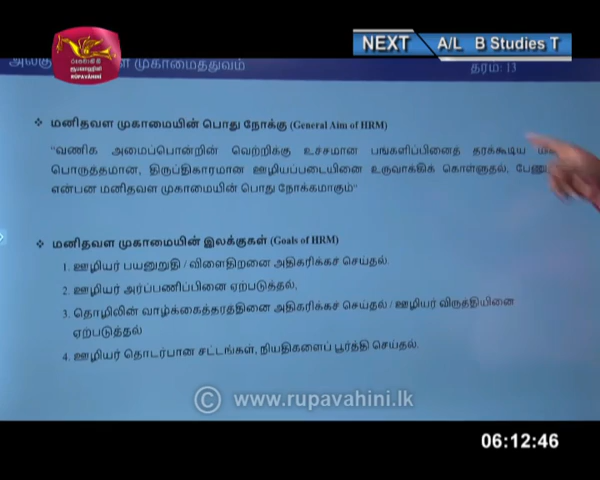 NEXT A/L B Studies T
RUPAVAHINI
முகாமைத்துவம் தரம்: 13
❖ மனிதவள முகாமையின் பொது நோக்கு (General Aim of HRM)
“வணிக அமைப்பொன்றின் வெற்றிக்கு உச்சமான பங்களிப்பினைத் தரக்கூடிய
பொருத்தமான, திருப்திகாரமான ஊழியப்படையினை உருவாக்கிக் கொள்ளுதல்,
என்பன மனிதவள முகாமையின் பொது நோக்கமாகும்”
❖ மனிதவள முகாமையின் இலக்குகள் (Goals of HRM)
1. ஊழியர் பயனுறுதி / விளைதிறனை அதிகரிக்கச் செய்தல்.
2. ஊழியர் அர்ப்பணிப்பினை ஏற்படுத்தல்,
3. தொழிலின் வாழ்க்கைத்தரத்தினை அதிகரிக்கச் செய்தல் / ஊழியர் விருத்தியினை
ஏற்படுத்தல்
4. ஊழியர் தொடர்பான சட்டங்கள், நியதிகளைப் பூர்த்தி செய்தல்.
© www.rupavahini.lk
06:12:46